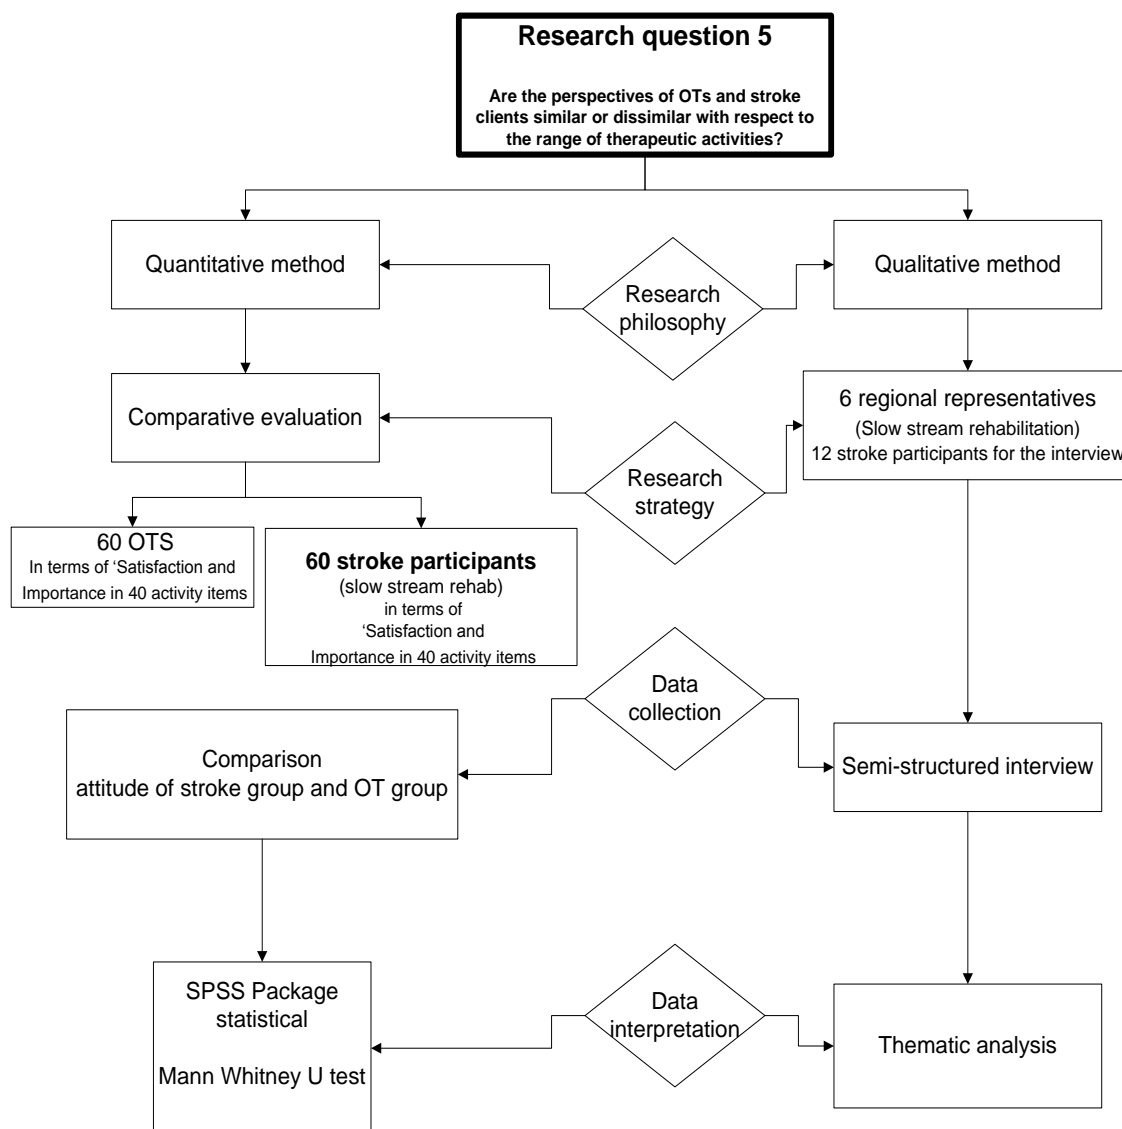 Research question 5
Are the perspectives of OTs and stroke
clients similar or dissimilar with respect to
the range of therapeutic activities?
Quantitative method
Research
philosophy
Qualitative method
Comparative evaluation
Research
strategy
6 regional representatives
(Slow stream rehabilitation)
12 stroke participants for the interview
60 OTS
In terms of ‘Satisfaction and
Importance in 40 activity items
60 stroke participants
(slow stream rehab)
in terms of
‘Satisfaction and
Importance in 40 activity items
Data
collection
Comparison
attitude of stroke group and OT group
Semi-structured interview
SPSS Package
statistical
Mann Whitney U test
Data
interpretation
Thematic analysis